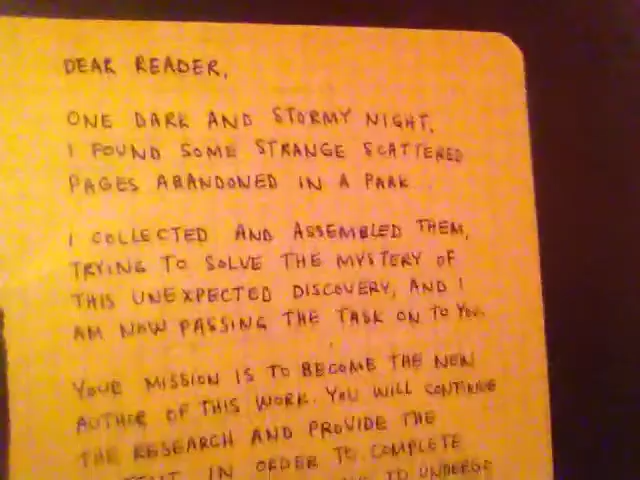 DEAR READER,
ONE DARK AND STORMY NIGHT,
I FOUND SOME STRANGE SCATTERED
PAGES ABANDONED IN A PARK...
I COLLECTED AND ASSEMBLED THEM,
TRYING TO SOLVE THE MYSTERY OF
THIS UNEXPECTED DISCOVERY, AND I
AM NOW PASSING THE TASK ON TO YOU.
YOUR MISSION IS TO BECOME THE NEW
AUTHOR OF THIS WORK. YOU WILL CONTINUE
THE RESEARCH AND PROVIDE THE
IN ORDER TO COMPLETE
TO UNDERGO